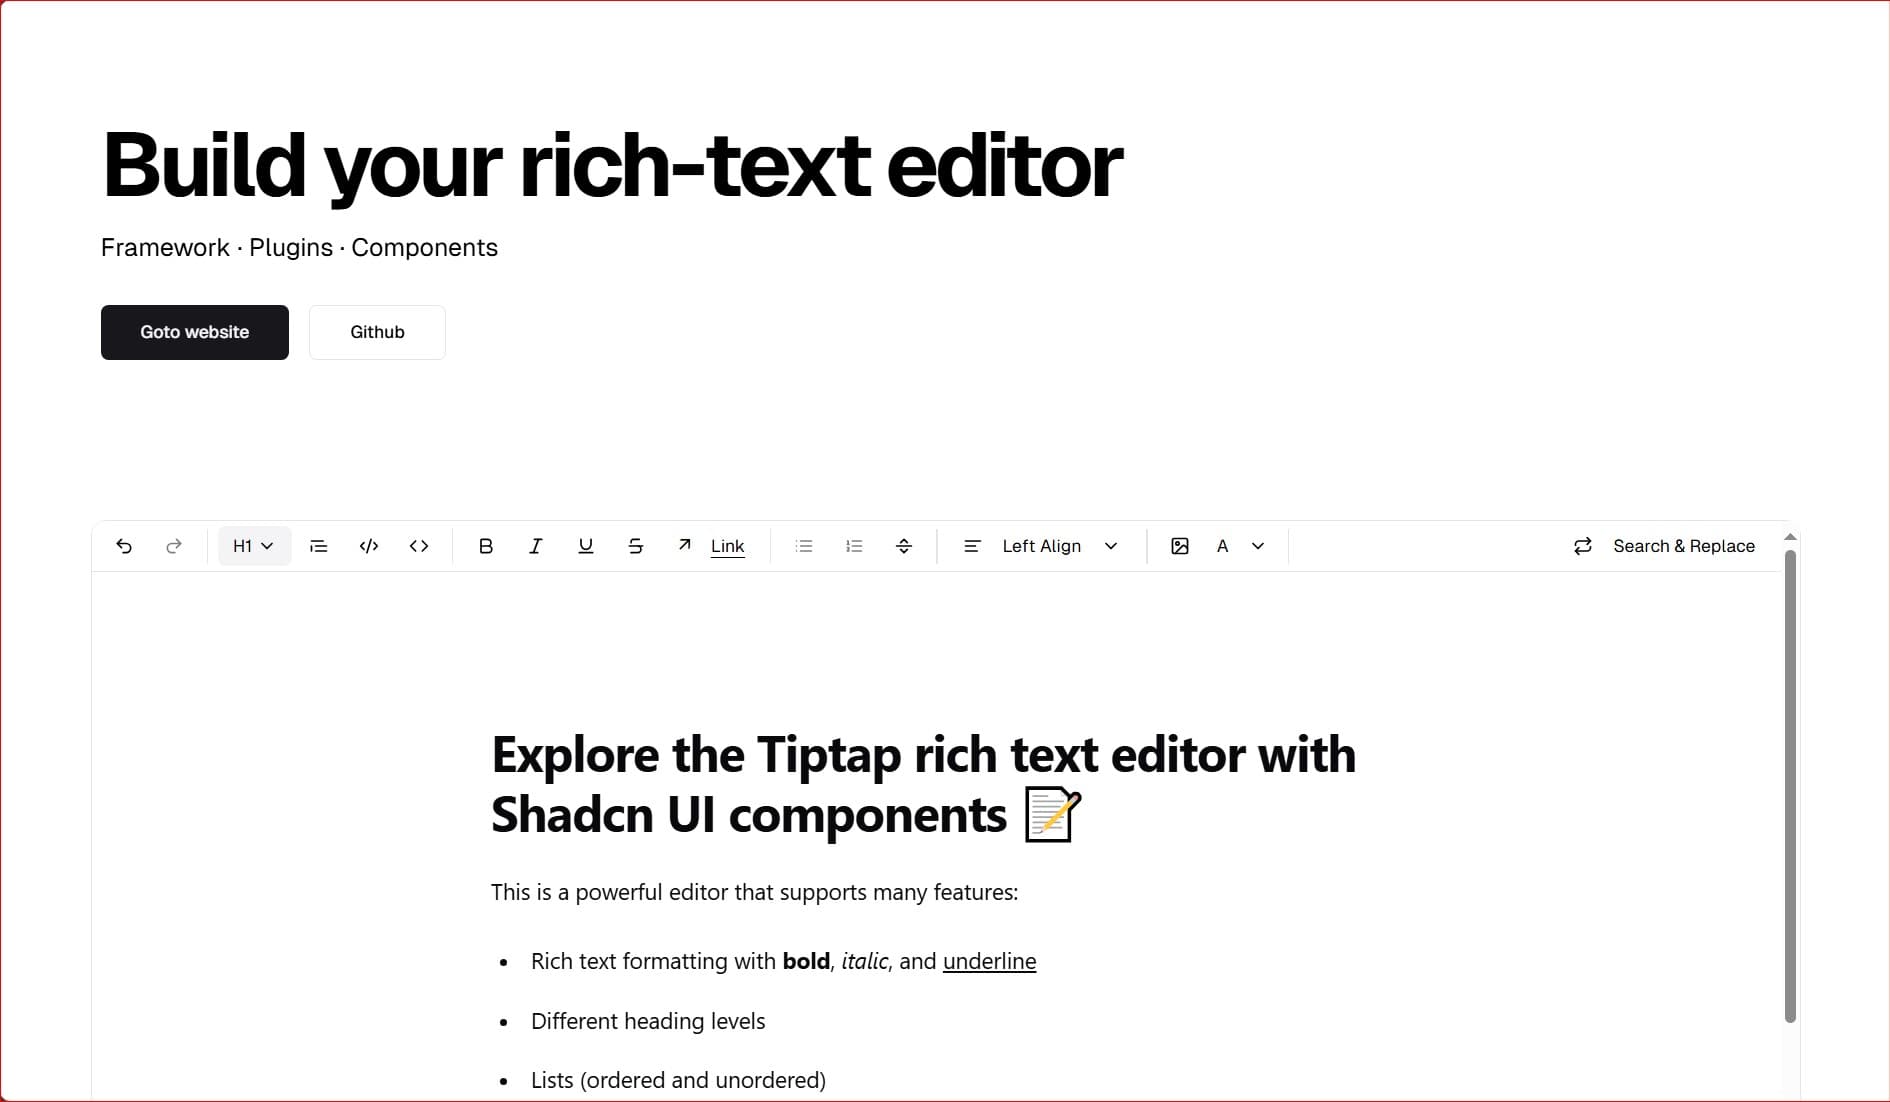 Build your rich-text editor
Framework · Plugins · Components
Goto website Github
H1 B I U S Link Left Align A Search & Replace
Explore the Tiptap rich text editor with
Shadcn UI components 📝
This is a powerful editor that supports many features:
• Rich text formatting with bold, italic, and underline
• Different heading levels
• Lists (ordered and unordered)